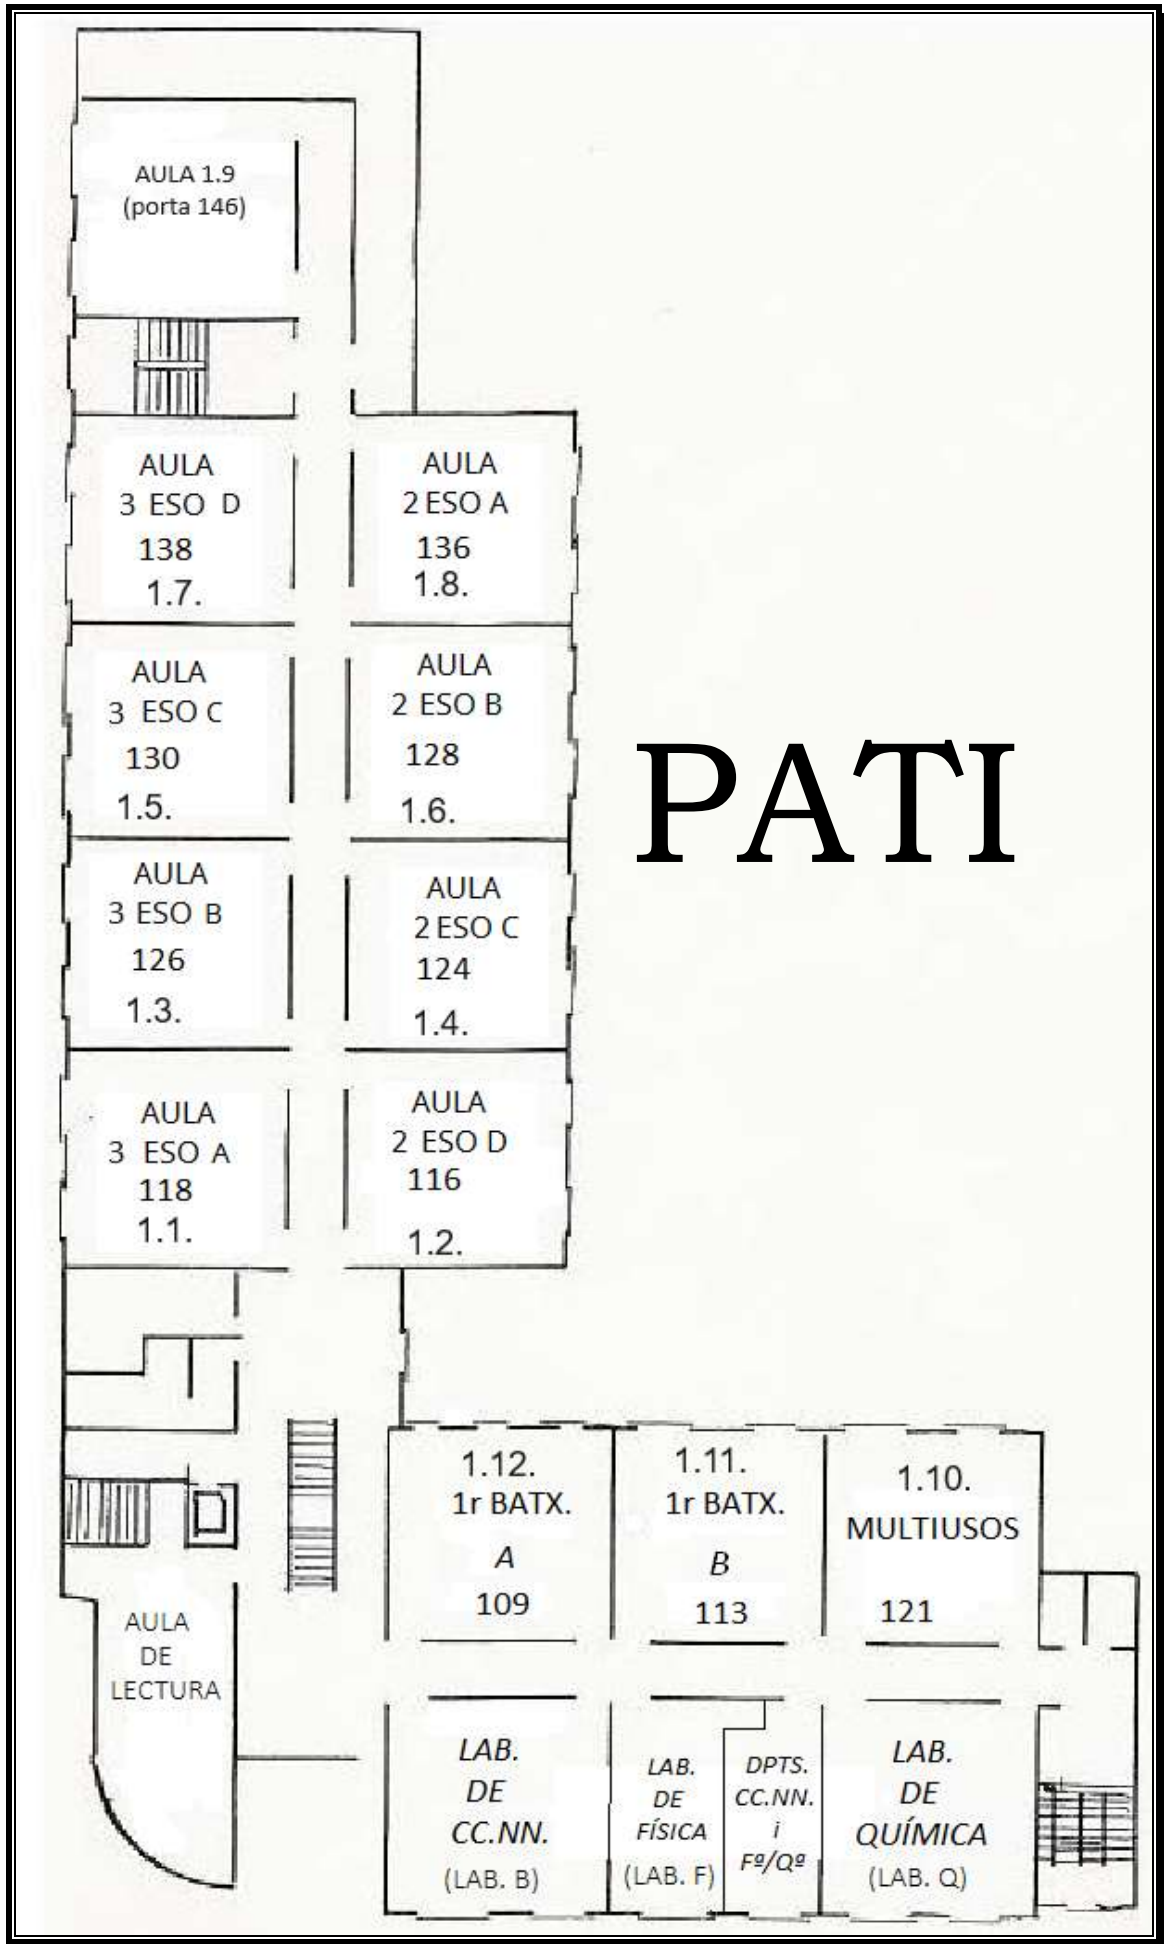 AULA 1.9
(porta 146)
AULA
3 ESO D
138
1.7.
AULA
2 ESO A
136
1.8.
AULA
3 ESO C
130
1.5.
AULA
2 ESO B
128
1.6.
PATI
AULA
3 ESO B
126
1.3.
AULA
2 ESO C
124
1.4.
AULA
3 ESO A
118
1.1.
AULA
2 ESO D
116
1.2.
1.12.
1r BATX.
A
109
1.11.
1r BATX.
B
113
1.10.
MULTIUSOS
121
AULA
DE
LECTURA
LAB.
DE
CC.NN.
(LAB. B)
LAB.
DE
FÍSICA
(LAB. F)
DPTS.
CC.NN.
i
Fº/Qº
LAB.
DE
QUÍMICA
(LAB. Q)